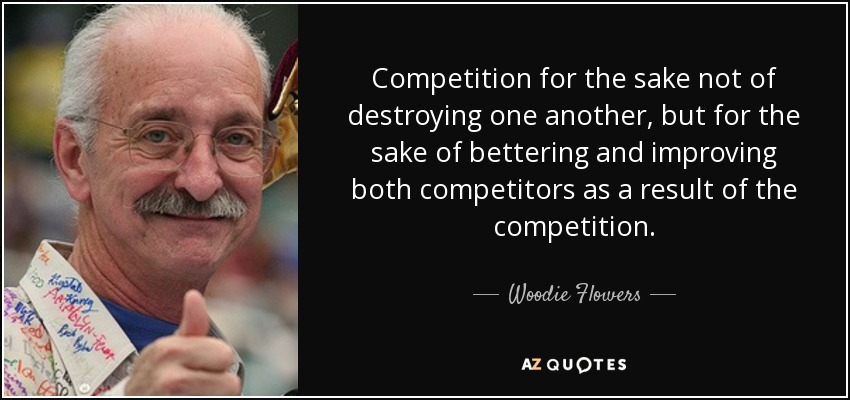 Competition for the sake not of
destroying one another, but for the
sake of bettering and improving
both competitors as a result of the
competition.
Woodie Flowers
AZ QUOTES